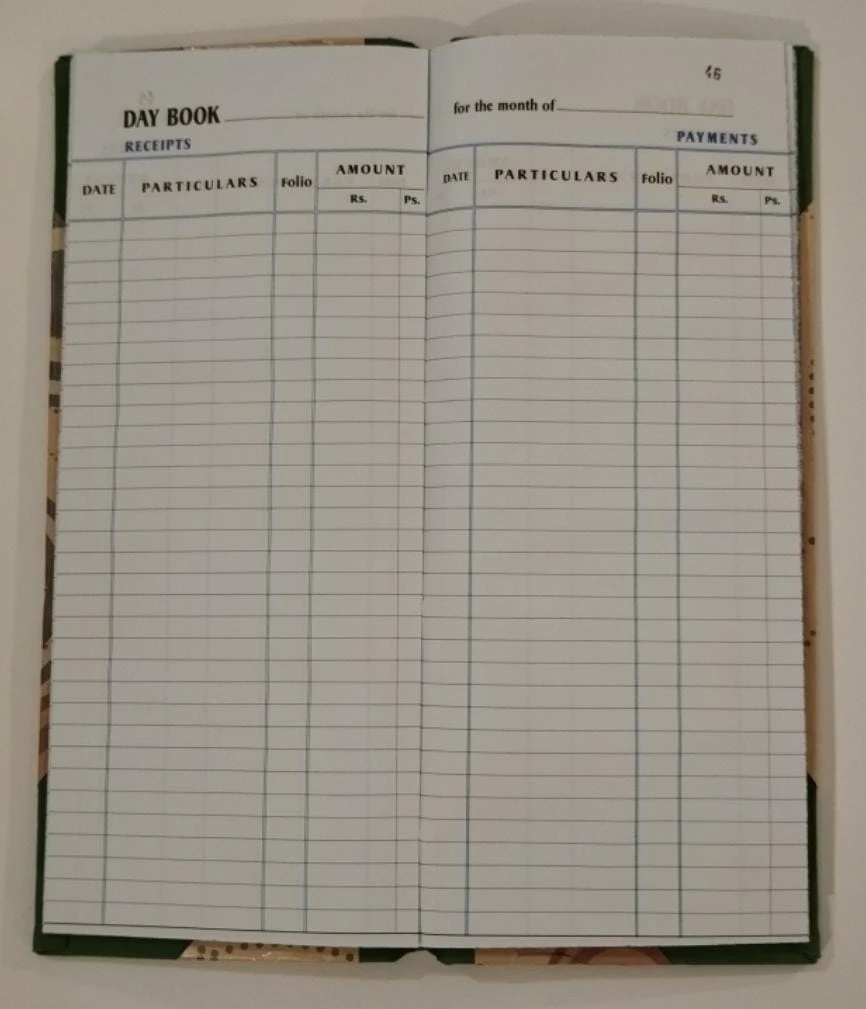 DAY BOOK
RECEIPTS
DATE PARTICULARS Folio AMOUNT
Rs. Ps.
46
for the month of
PAYMENTS
DATE PARTICULARS Folio AMOUNT
Rs. Ps.